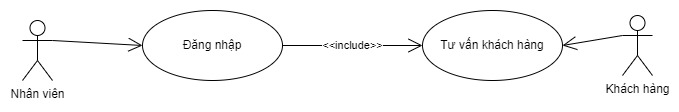 Nhân viên
Đăng nhập
<<include>>
Tư vấn khách hàng
Khách hàng